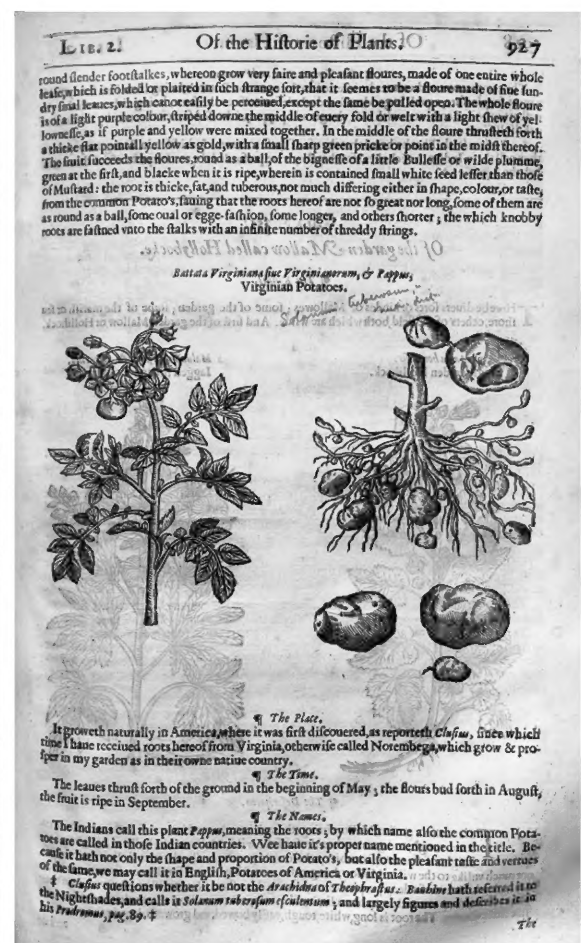 LIB. 2. Of the Hiſtorie of Plants. 927
round ſlender footſtalkes, whereon grow very faire and pleaſant floures, made of one entire whole
leafe, which is folded or plaited in ſuch ſtrange ſort, that it ſeemes to be a floure made of fiue ſun-
dry ſmal leaues, which cānot eaſily be perceiued, except the ſame be pulled open. The whole floure
is of a light purple colour, ſtriped downe the middle of euery fold or welt with a light ſhew of yel-
lowneſſe, as if purple and yellow were mixed together. In the middle of the floure thruſteth forth
a thicke flat pointall yellow as gold, with a ſmall ſharp green pricke or point in the midſt thereof.
The fruit ſucceeds the floures, round as a ball, of the bigneſſe of a little Bulleſſe or wilde plumme,
green at the firſt, and blacke when it is ripe, wherein is contained ſmall white ſeed leſſer than thoſe
of Muſtard: the root is thicke, fat, and tuberous, not much differing either in ſhape, colour, or taſte,
from the common Potato's, ſauing that the roots hereof are not ſo great nor long, ſome of them are
as round as a ball, ſome oual or egge-faſhion, ſome longer, and others ſhorter; the which knobby
roots are faſtned vnto the ſtalks with an infinite number of threddy ſtrings.
Battata Virginiana ſiue Virginianorum, & Pappus,
Virginian Potatoes.
¶ The Place.
It groweth naturally in America, where it was firſt diſcouered, as reporteth Cluſius, ſince which
time I haue receiued roots hereof from Virginia, otherwiſe called Norembega, which grow & pro-
ſper in my garden as in their owne natiue country.
¶ The Time.
The leaues thruſt forth of the ground in the beginning of May; the flours bud forth in Auguſt,
the fruit is ripe in September.
¶ The Names.
The Indians call this plant Pappus, meaning the roots; by which name alſo the common Pota-
toes are called in thoſe Indian countries. Wee haue it's proper name mentioned in the title. Be-
cauſe it hath not only the ſhape and proportion of Potato's, but alſo the pleaſant taſte and vertues
of the ſame, we may call it in Engliſh, Potatoes of America or Virginia.
‡ Cluſius queſtions whether it be not the Arachidna of Theophraſtus. Bauhine hath referred it to
the Nightſhades, and calls it Solanum tuberoſum eſculentum; and largely figures and deſcribes it in
his Prodromus, pag. 89. ‡
The